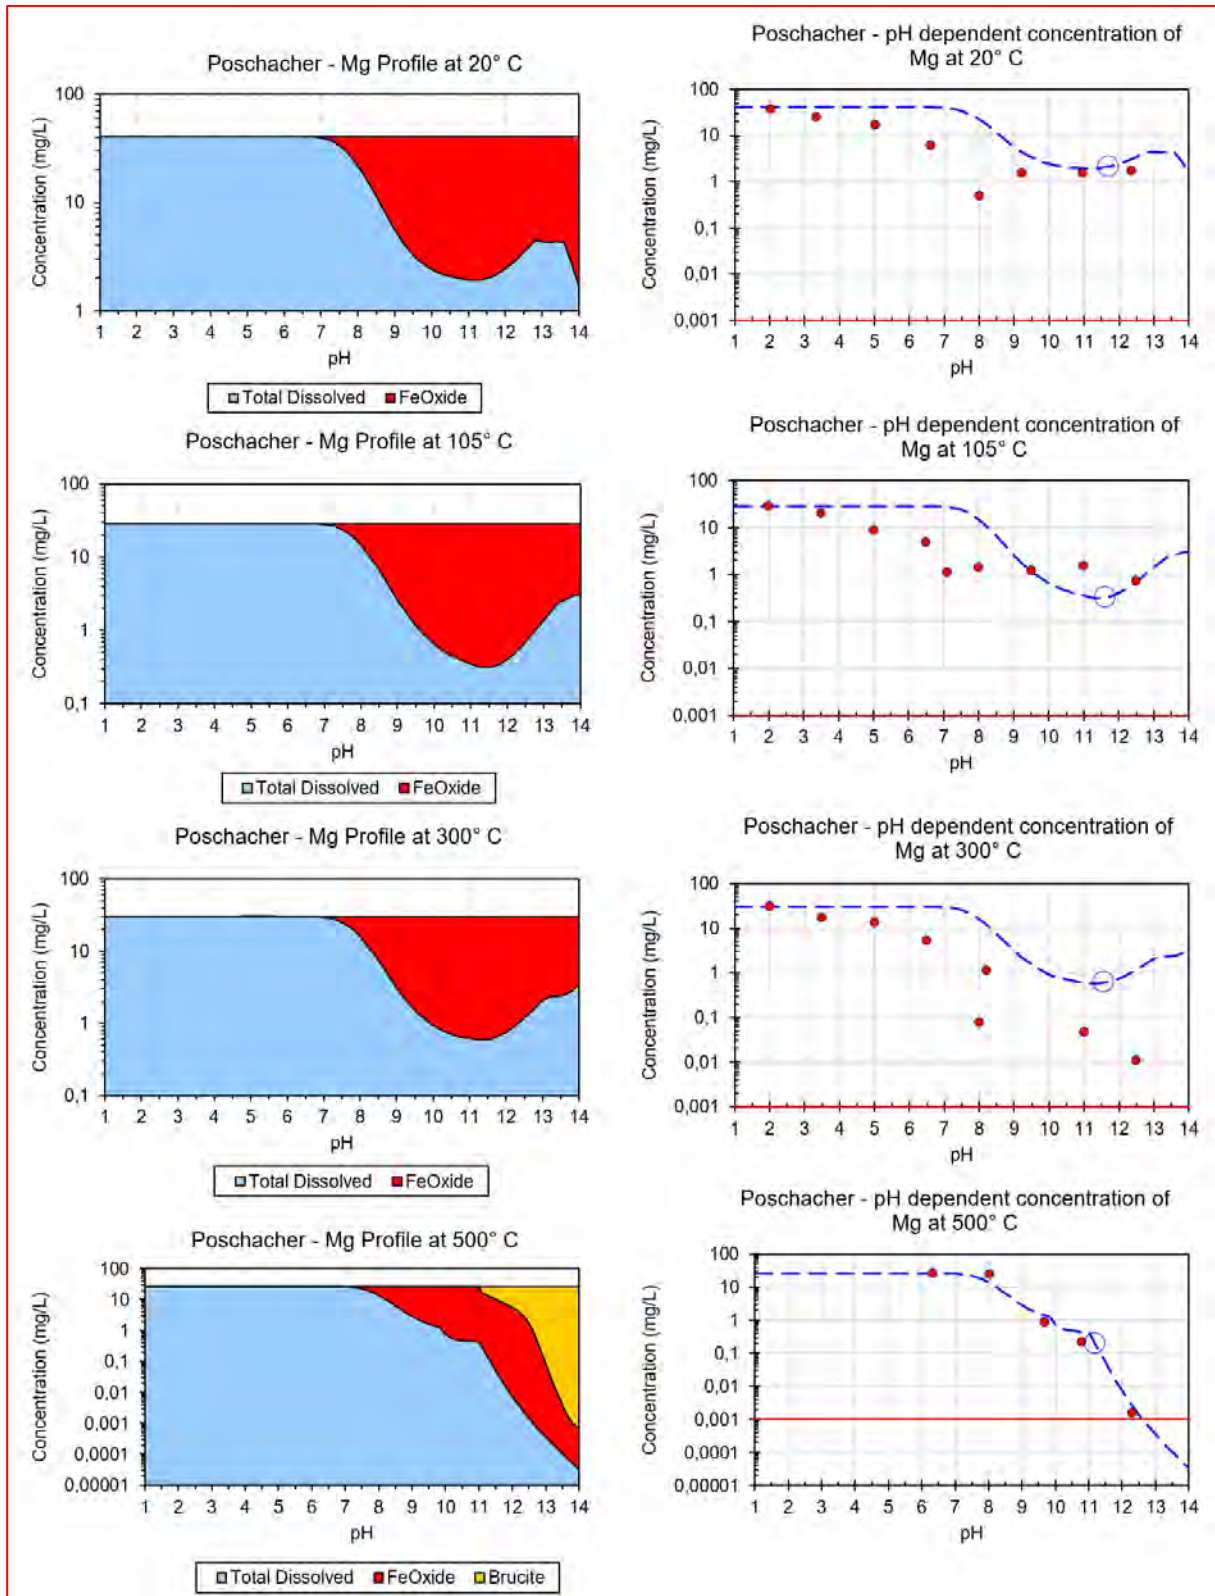 Poschacher - Mg Profile at 20° C
100
10
1
Concentration (mg/L)
1 2 3 4 5 6 7 8 9 10 11 12 13 14
pH
Total Dissolved FeOxide
Poschacher - pH dependent concentration of
Mg at 20° C
100
10
1
0,1
0,01
0,001
Concentration (mg/L)
1 2 3 4 5 6 7 8 9 10 11 12 13 14
pH
Poschacher - Mg Profile at 105° C
100
10
1
0,1
Concentration (mg/L)
1 2 3 4 5 6 7 8 9 10 11 12 13 14
pH
Total Dissolved FeOxide
Poschacher - pH dependent concentration of
Mg at 105° C
100
10
1
0,1
0,01
0,001
Concentration (mg/L)
1 2 3 4 5 6 7 8 9 10 11 12 13 14
pH
Poschacher - Mg Profile at 300° C
100
10
1
0,1
Concentration (mg/L)
1 2 3 4 5 6 7 8 9 10 11 12 13 14
pH
Total Dissolved FeOxide
Poschacher - pH dependent concentration of
Mg at 300° C
100
10
1
0,1
0,01
0,001
Concentration (mg/L)
1 2 3 4 5 6 7 8 9 10 11 12 13 14
pH
Poschacher - Mg Profile at 500° C
100
10
1
0,1
0,01
0,001
0,0001
0,00001
Concentration (mg/L)
1 2 3 4 5 6 7 8 9 10 11 12 13 14
pH
Total Dissolved FeOxide Brucite
Poschacher - pH dependent concentration of
Mg at 500° C
100
10
1
0,1
0,01
0,001
0,0001
0,00001
Concentration (mg/L)
1 2 3 4 5 6 7 8 9 10 11 12 13 14
pH